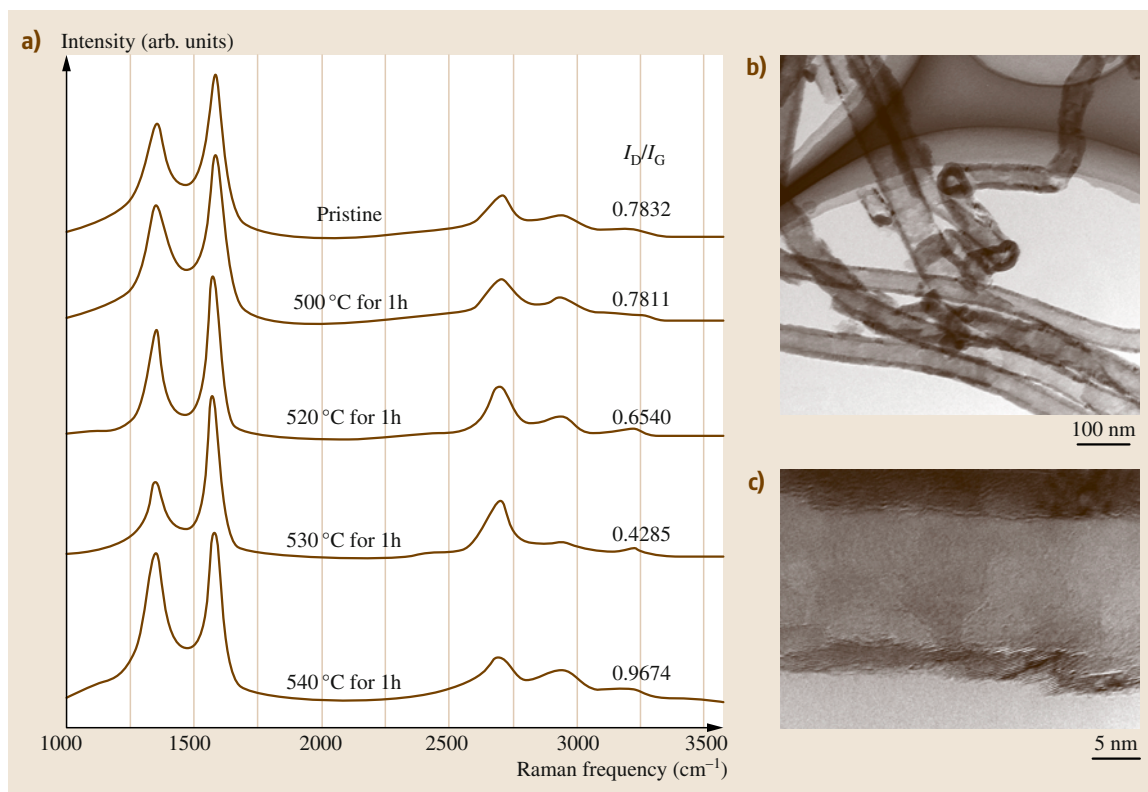 a) Intensity (arb. units)
I_D/I_G
Pristine 0.7832
500 °C for 1h 0.7811
520 °C for 1h 0.6540
530 °C for 1h 0.4285
540 °C for 1h 0.9674
1000 1500 2000 2500 3000 3500
Raman frequency (cm⁻¹)
b)
100 nm
c)
5 nm